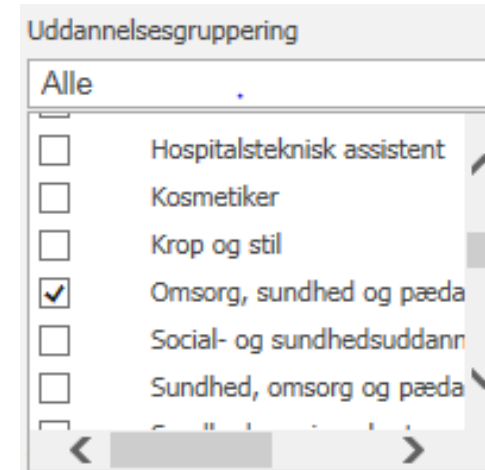 Uddannelsesgruppering
Alle
Hospitalsteknisk assistent
Kosmetiker
Krop og stil
Omsorg, sundhed og pæda
Social- og sundhedsuddann
Sundhed, omsorg og pæda